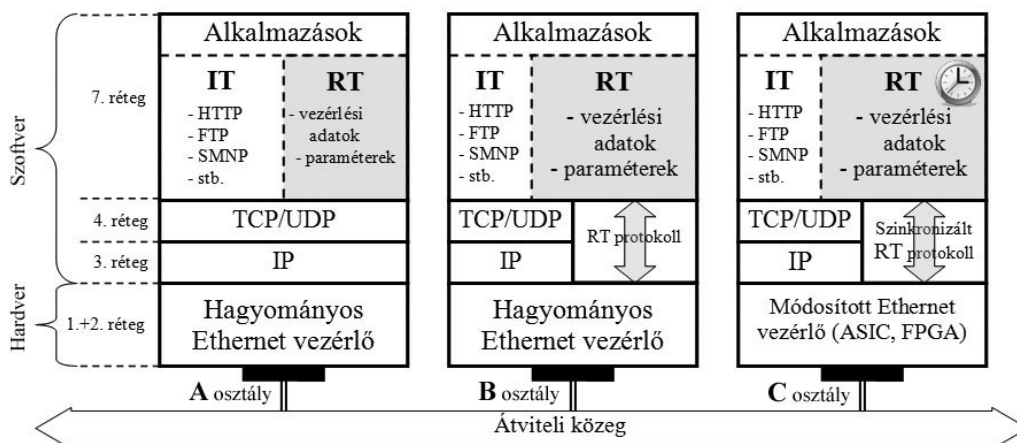 Szoftver
Hardver
7. réteg
4. réteg
3. réteg
1.+2. réteg
Alkalmazások
IT
- HTTP
- FTP
- SMNP
- stb.
RT
- vezérlési
adatok
- paraméterek
TCP/UDP
IP
Hagyományos
Ethernet vezérlő
A osztály
Alkalmazások
IT
- HTTP
- FTP
- SMNP
- stb.
RT
- vezérlési
adatok
- paraméterek
TCP/UDP
IP
RT protokoll
Hagyományos
Ethernet vezérlő
B osztály
Alkalmazások
IT
- HTTP
- FTP
- SMNP
- stb.
RT
- vezérlési
adatok
- paraméterek
TCP/UDP
IP
Szinkronizált
RT protokoll
Módosított Ethernet
vezérlő (ASIC, FPGA)
C osztály
Átviteli közeg